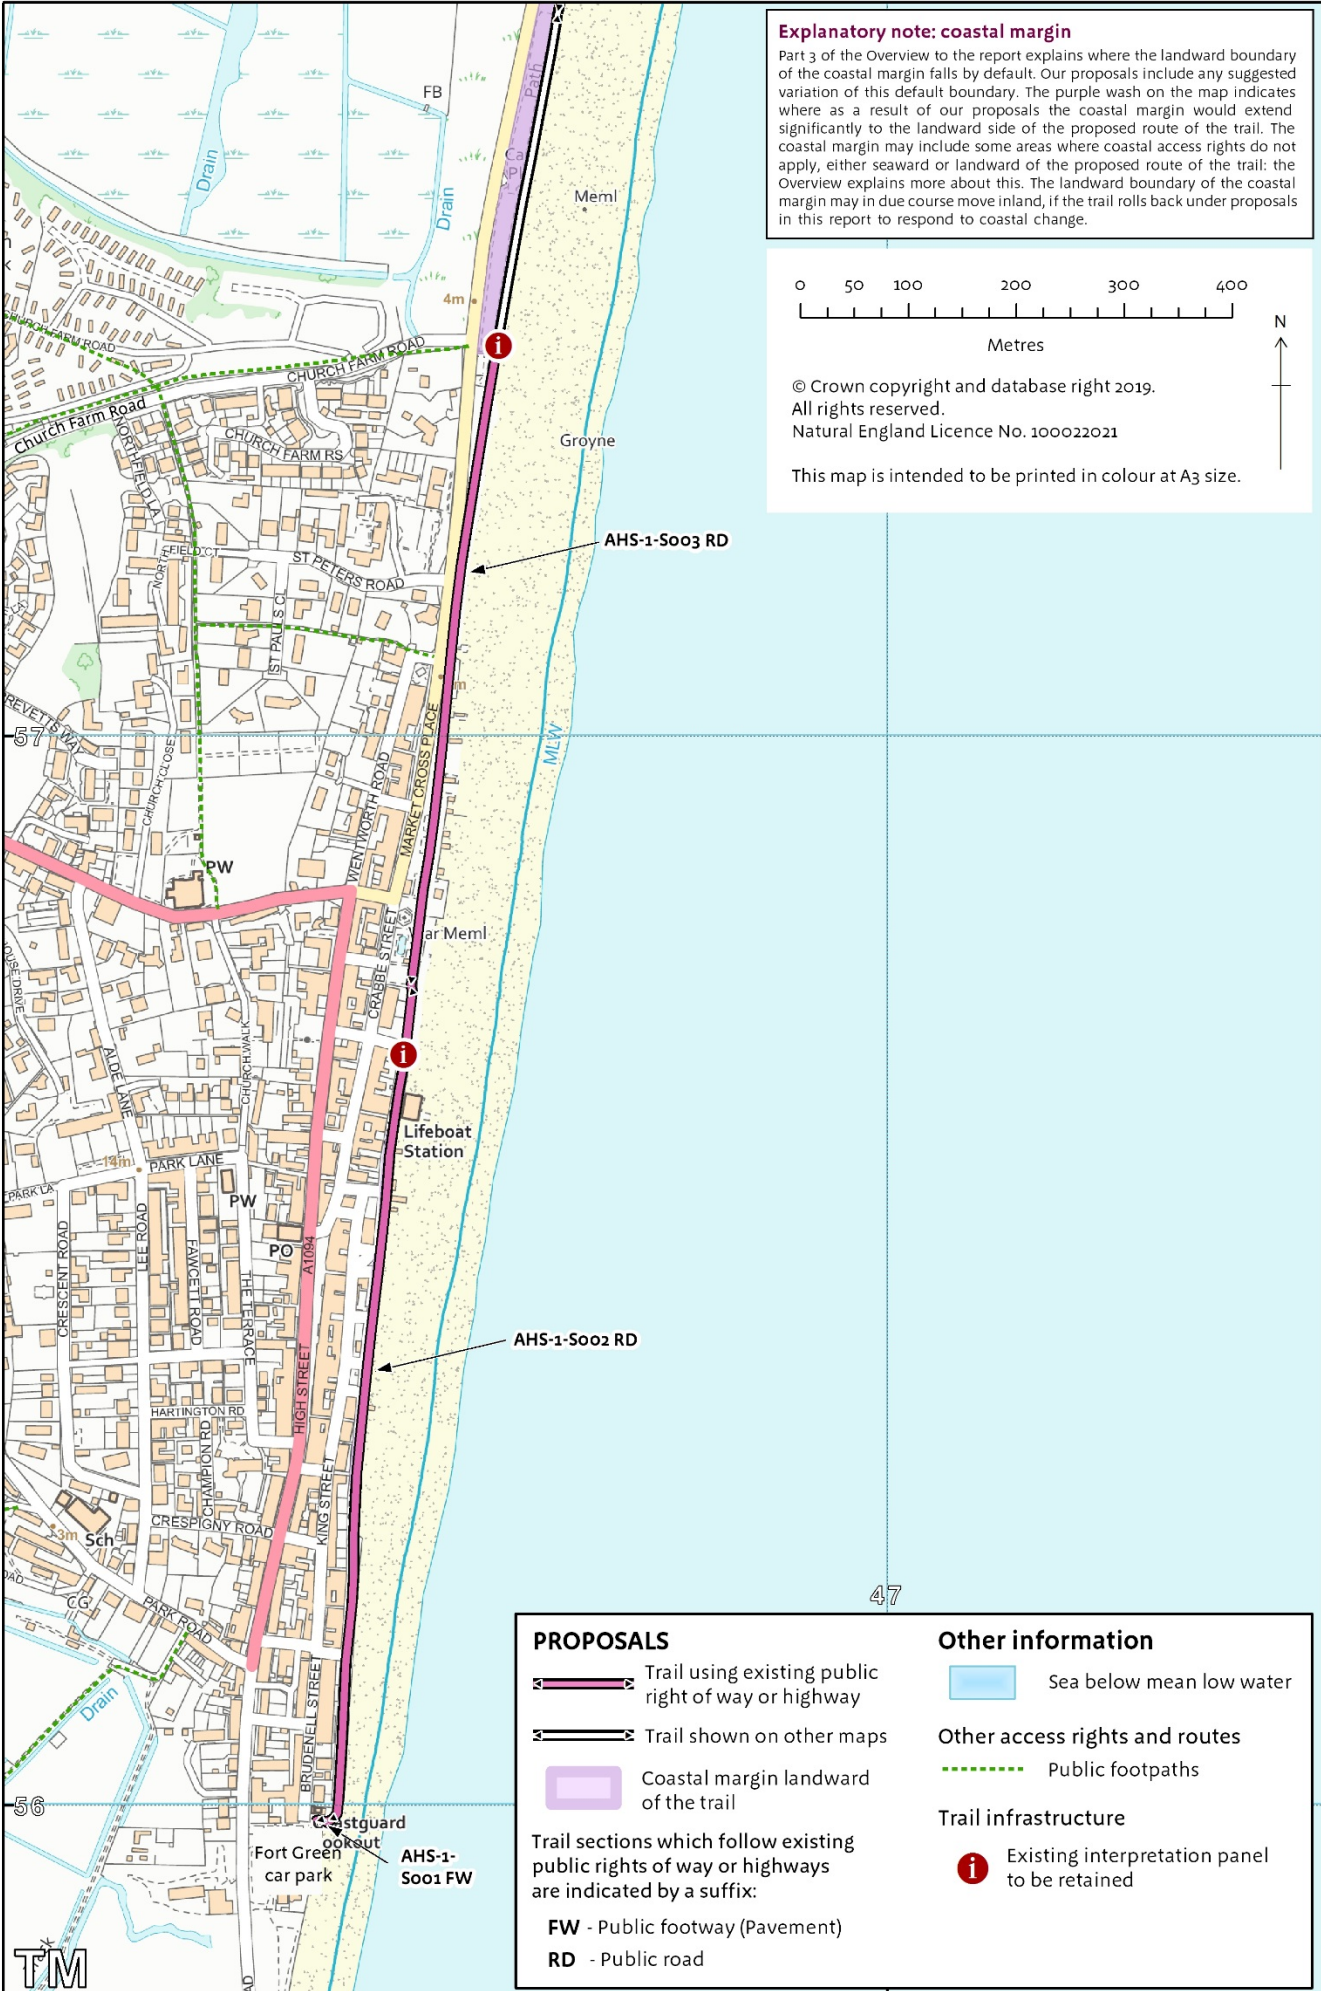 Explanatory note: coastal margin
Part 3 of the Overview to the report explains where the landward boundary
of the coastal margin falls by default. Our proposals include any suggested
variation of this default boundary. The purple wash on the map indicates
where as a result of our proposals the coastal margin would extend
significantly to the landward side of the proposed route of the trail. The
coastal margin may include some areas where coastal access rights do not
apply, either seaward or landward of the proposed route of the trail: the
Overview explains more about this. The landward boundary of the coastal
margin may in due course move inland, if the trail rolls back under proposals
in this report to respond to coastal change.
0 50 100 200 300 400
Metres
N
© Crown copyright and database right 2019.
All rights reserved.
Natural England Licence No. 100022021
This map is intended to be printed in colour at A3 size.
FB
Path
Drain
Drain
Meml
4m
CHURCH FARM ROAD
CHURCH FARM ROAD
Church Farm Road
NORTHFIELD LA
CHURCH FARM RS
Groyne
AHS-1-S003 RD
ST PETERS ROAD
ST PAULS CL
57
MLW
CHURCH CLOSE
WENTWORTH ROAD
MARKET CROSS PLACE
PW
CRABBE STREET
ar Meml
ALDE LANE
CHURCH WALK
Lifeboat
Station
14m
PARK LANE
PARK LA
PW
PO
A1094
CRESCENT ROAD
LEE ROAD
FAWCETT ROAD
THE TERRACE
AHS-1-S002 RD
HIGH STREET
HARTINGTON RD
CHAMPION RD
KING STREET
CRESPIGNY ROAD
3m
Sch
CG
PARK ROAD
47
Drain
BRUDENELL STREET
56
Fort Green
car park
AHS-1-
S001 FW
TM
PROPOSALS
Trail using existing public
right of way or highway
Trail shown on other maps
Coastal margin landward
of the trail
Trail sections which follow existing
public rights of way or highways
are indicated by a suffix:
FW - Public footway (Pavement)
RD - Public road
Other information
Sea below mean low water
Other access rights and routes
Public footpaths
Trail infrastructure
Existing interpretation panel
to be retained